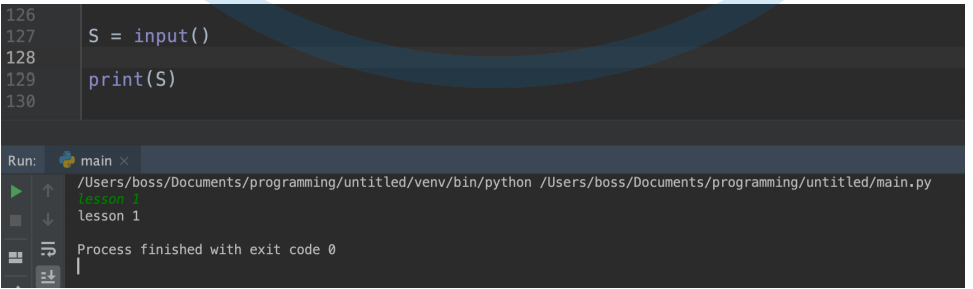 126
127 S = input()
128
129 print(S)
130
Run: main ×
/Users/boss/Documents/programming/untitled/venv/bin/python /Users/boss/Documents/programming/untitled/main.py
lesson 1
lesson 1
Process finished with exit code 0